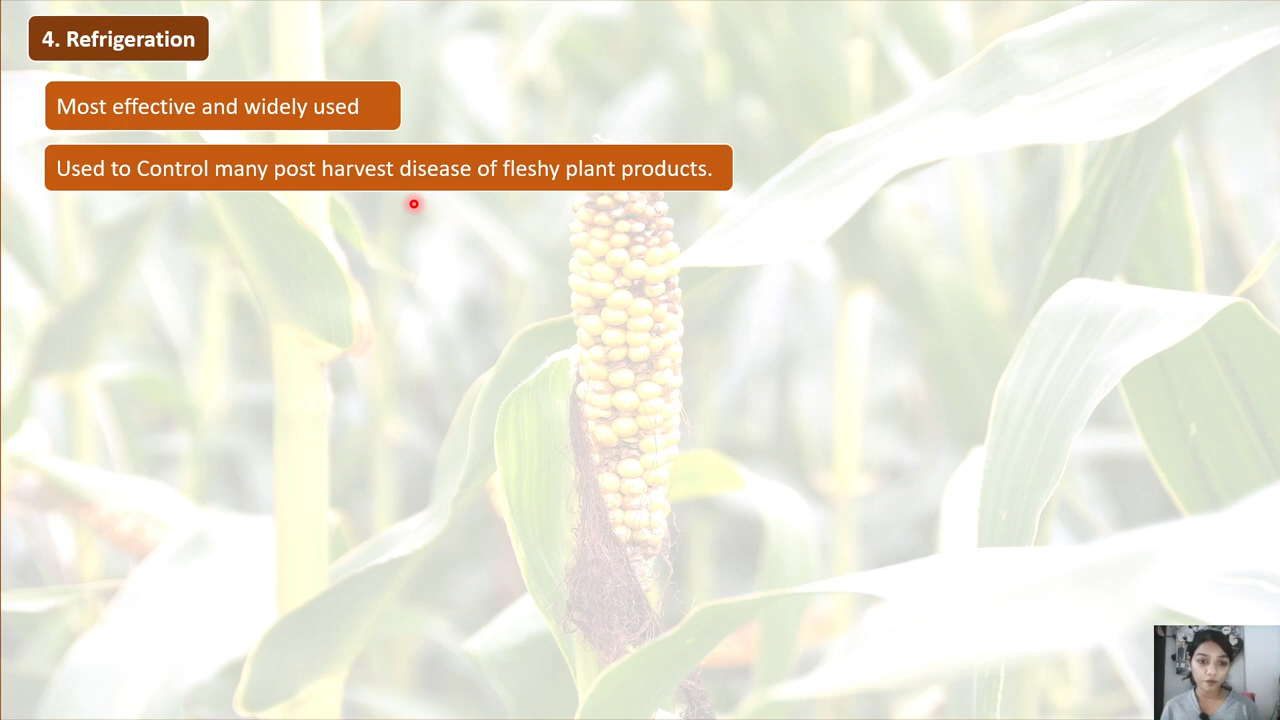 4. Refrigeration
Most effective and widely used
Used to Control many post harvest disease of fleshy plant products.